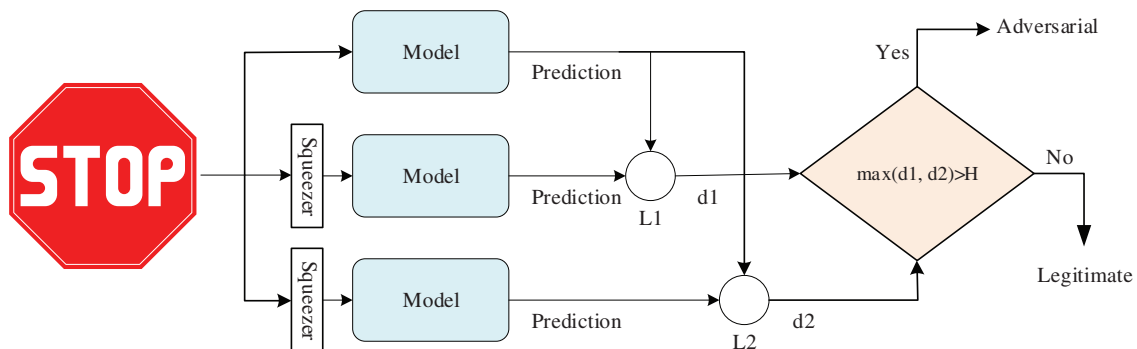 STOP
Model
Prediction
Squeezer
Model
Prediction
L1
d1
Squeezer
Model
Prediction
L2
d2
max(d1, d2)>H
Yes
Adversarial
No
Legitimate